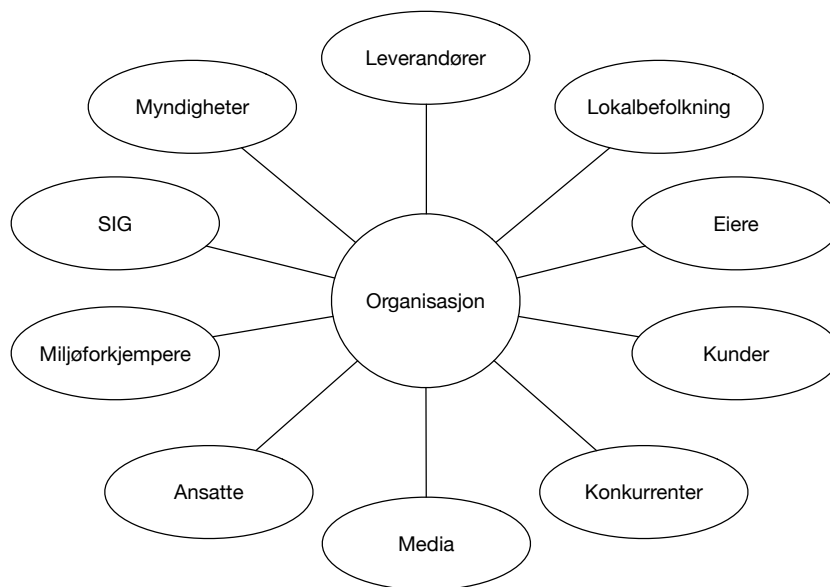 Leverandører
Myndigheter
Lokalbefolkning
SIG
Eiere
Organisasjon
Miljøforkjempere
Kunder
Ansatte
Konkurrenter
Media